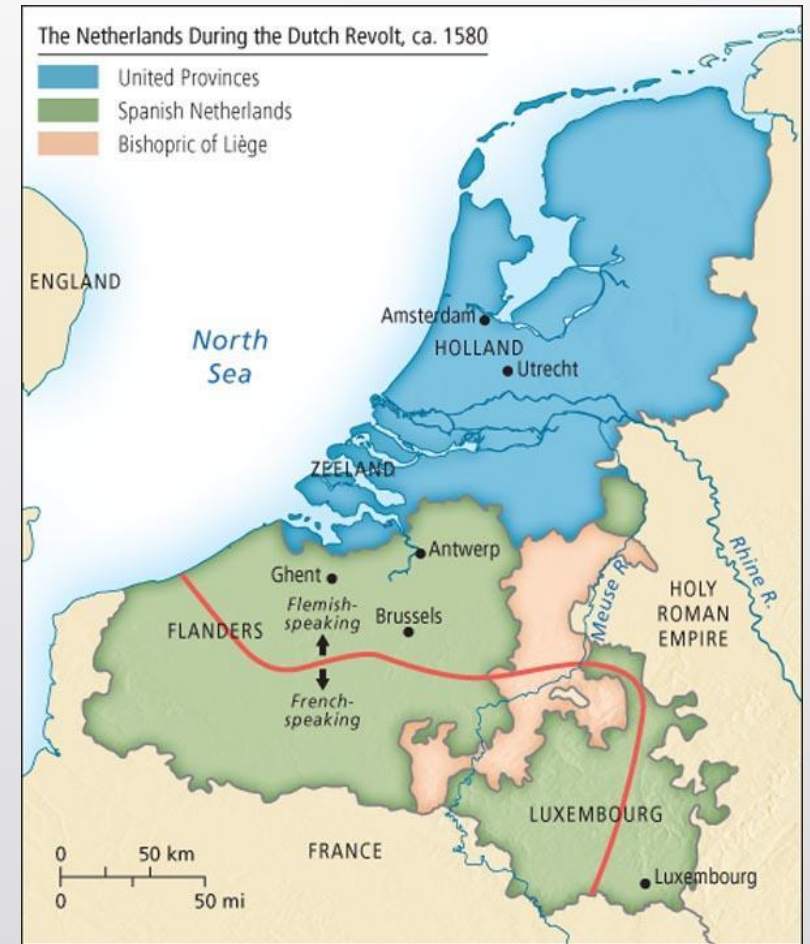 The Netherlands During the Dutch Revolt, ca. 1580
United Provinces
Spanish Netherlands
Bishopric of Liège
ENGLAND
North
Sea
Amsterdam
HOLLAND
Utrecht
ZEELAND
Antwerp
Ghent
Flemish-
speaking
Brussels
FLANDERS
French-
speaking
Meuse R.
Rhine R.
HOLY
ROMAN
EMPIRE
LUXEMBOURG
Luxembourg
FRANCE
0 50 km
0 50 mi